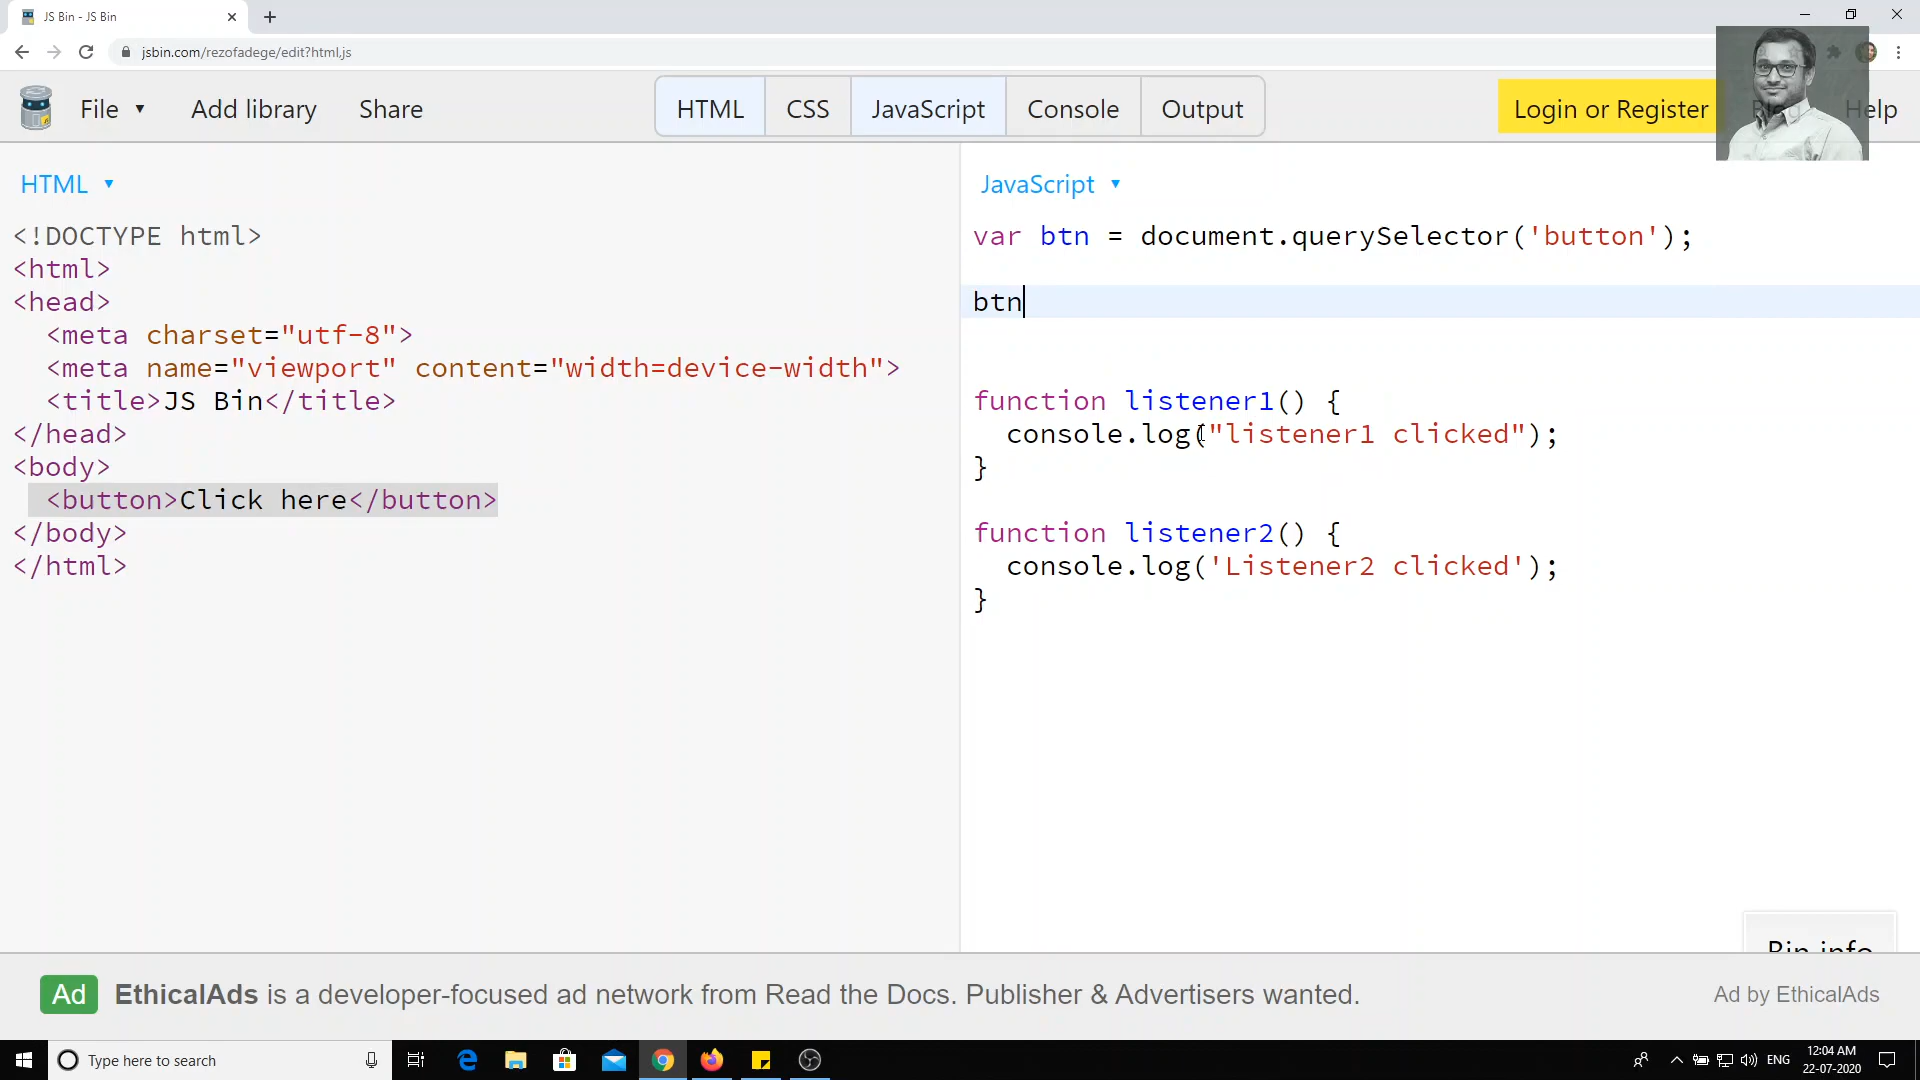 JS Bin - JS Bin
jsbin.com/rezofadege/edit?html,js
File Add library Share HTML CSS JavaScript Console Output Login or Register Blog Help
HTML
<!DOCTYPE html>
<html>
<head>
<meta charset="utf-8">
<meta name="viewport" content="width=device-width">
<title>JS Bin</title>
</head>
<body>
<button>Click here</button>
</body>
</html>
JavaScript
var btn = document.querySelector('button');
btn
function listener1() {
console.log("listener1 clicked");
}
function listener2() {
console.log('Listener2 clicked');
}
Bin info
Ad EthicalAds is a developer-focused ad network from Read the Docs. Publisher & Advertisers wanted. Ad by EthicalAds
Type here to search
ENG
12:04 AM
22-07-2020